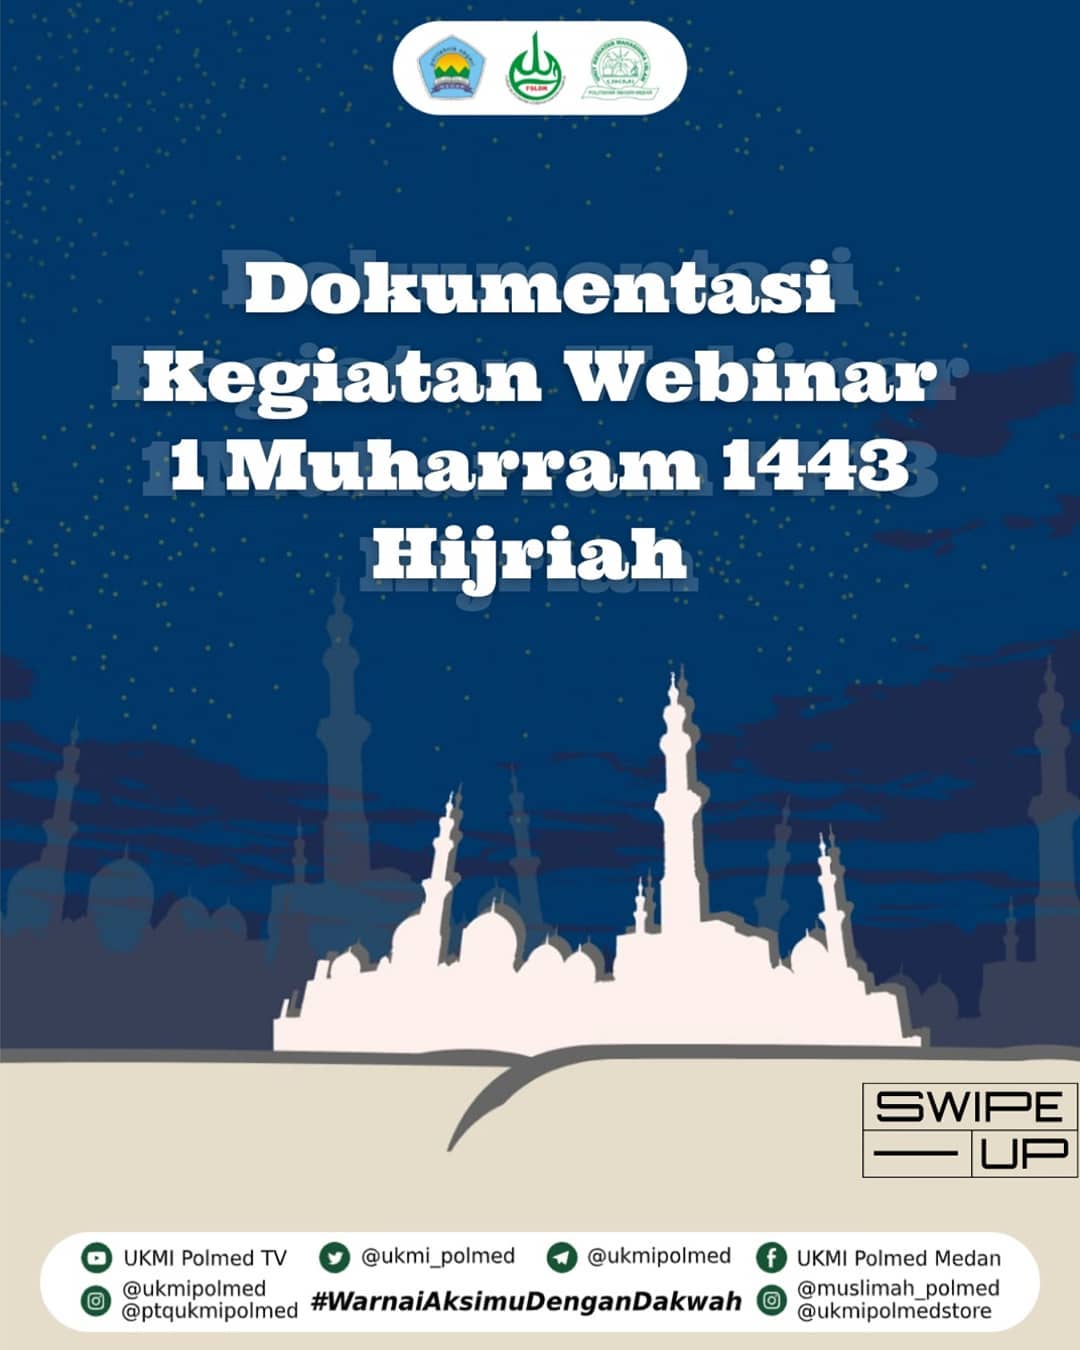 FSLDK
Dokumentasi
Kegiatan Webinar
1 Muharram 1443
Hijriah
SWIPE
UP
UKMI Polmed TV
@ukmi_polmed
@ukmipolmed
UKMI Polmed Medan
@ukmipolmed
@ptqukmipolmed
#WarnaiAksimuDenganDakwah
@muslimah_polmed
@ukmipolmedstore